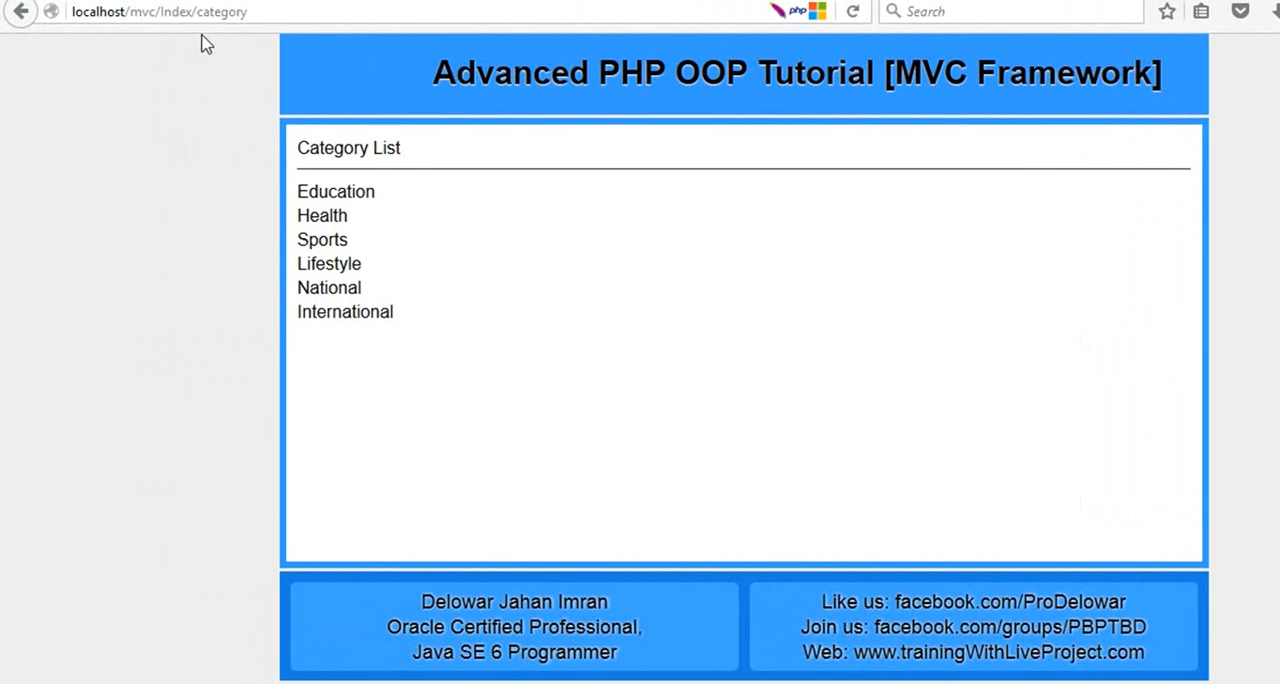 localhost/mvc/Index/category
php
Search
Advanced PHP OOP Tutorial [MVC Framework]
Category List
Education
Health
Sports
Lifestyle
National
International
Delowar Jahan Imran
Oracle Certified Professional,
Java SE 6 Programmer
Like us: facebook.com/ProDelowar
Join us: facebook.com/groups/PBPTBD
Web: www.trainingWithLiveProject.com